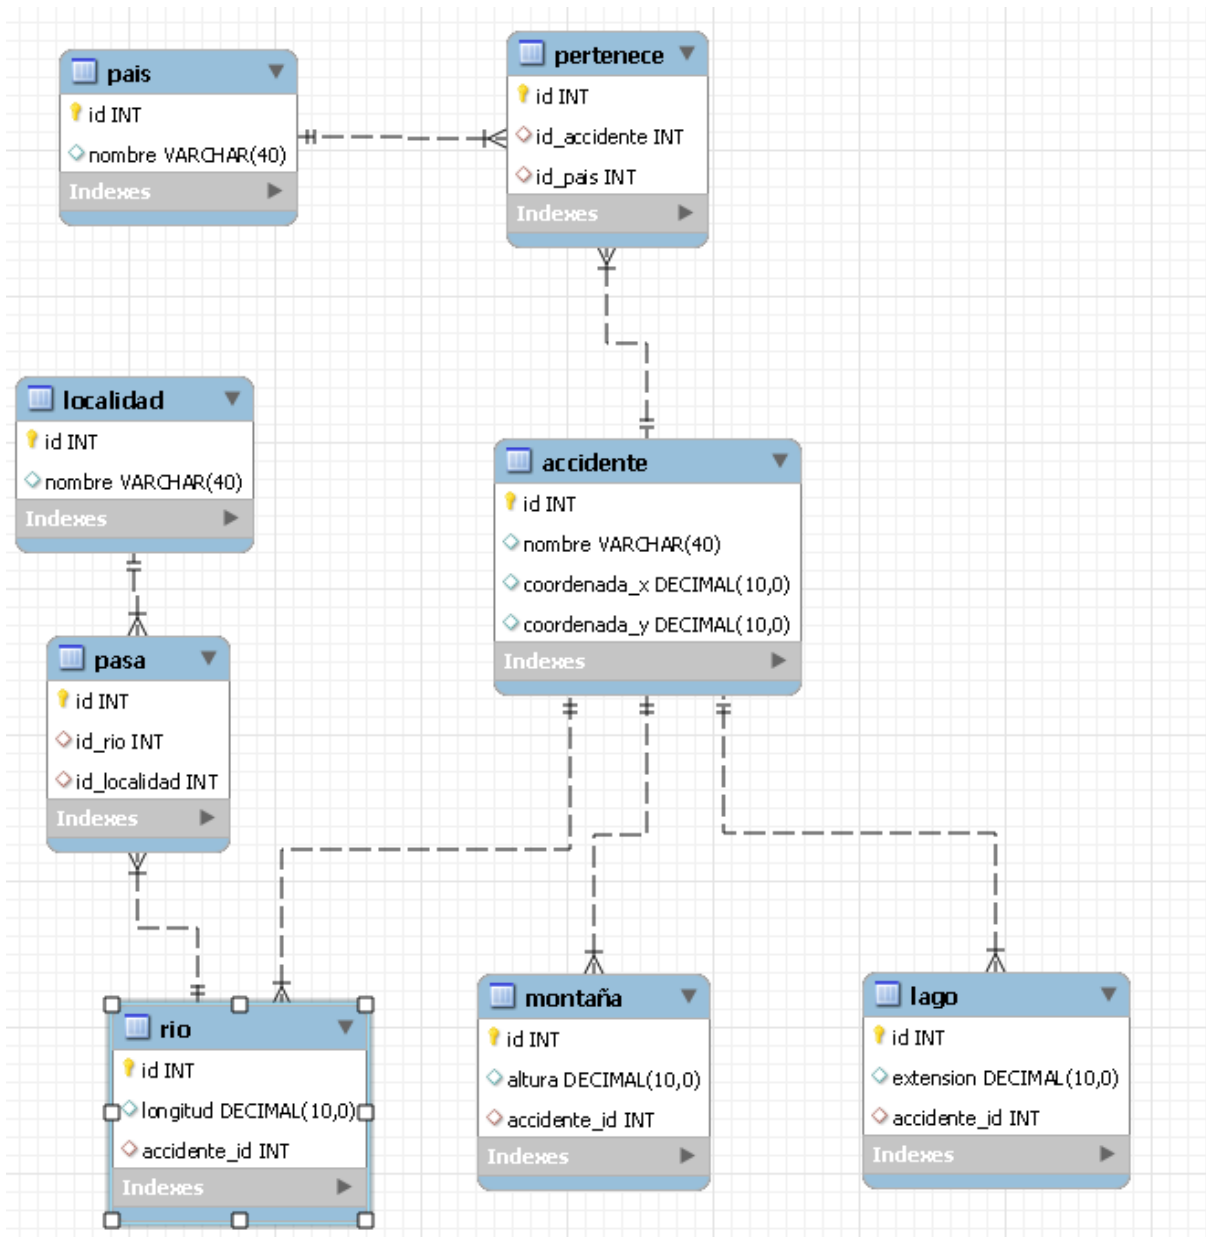 pais
id INT
nombre VARCHAR(40)
Indexes
pertenece
id INT
id_accidente INT
id_pais INT
Indexes
localidad
id INT
nombre VARCHAR(40)
Indexes
accidente
id INT
nombre VARCHAR(40)
coordenada_x DECIMAL(10,0)
coordenada_y DECIMAL(10,0)
Indexes
pasa
id INT
id_rio INT
id_localidad INT
Indexes
rio
id INT
longitud DECIMAL(10,0)
accidente_id INT
Indexes
montaña
id INT
altura DECIMAL(10,0)
accidente_id INT
Indexes
lago
id INT
extension DECIMAL(10,0)
accidente_id INT
Indexes